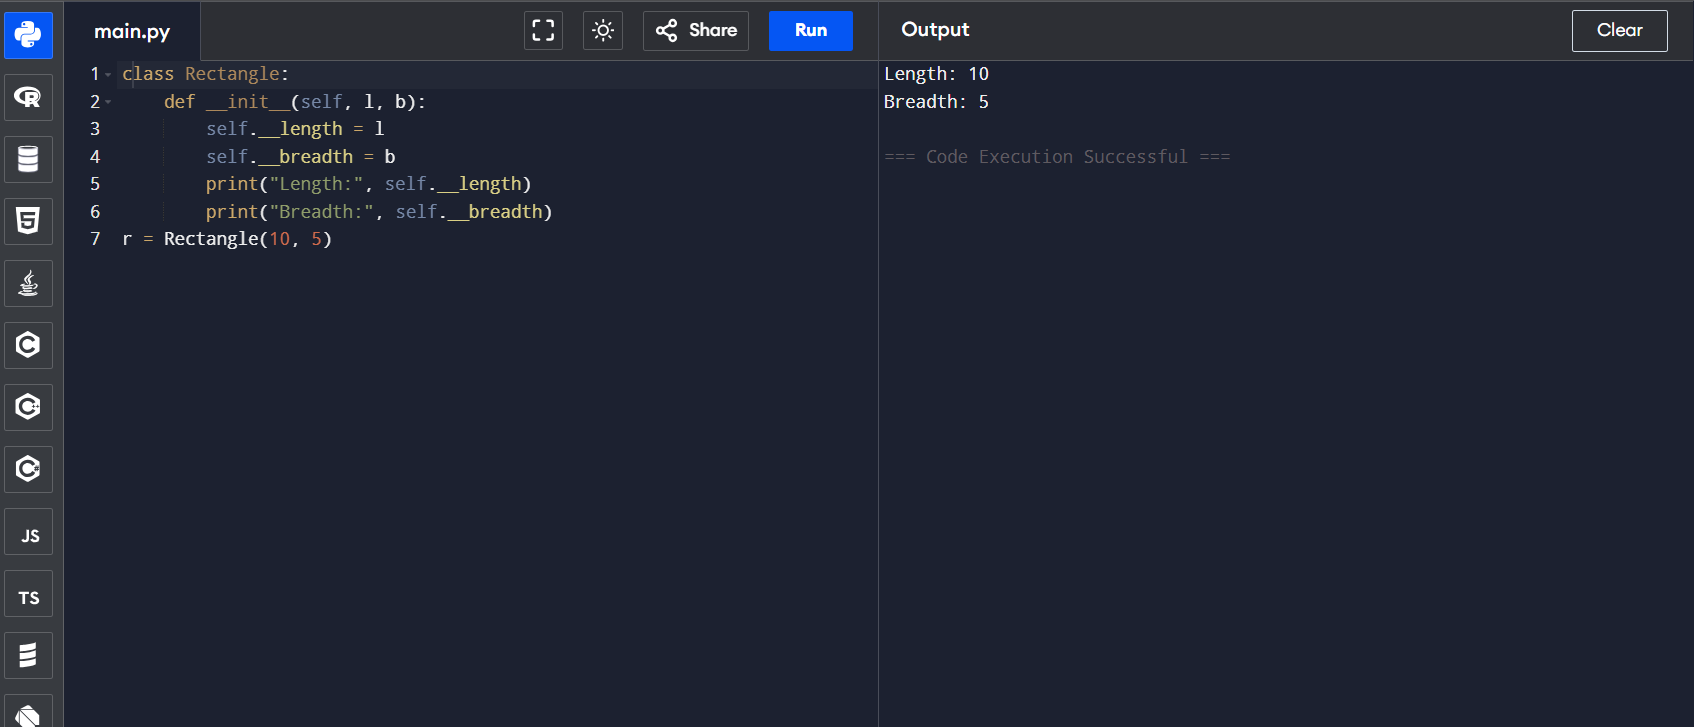 main.py
Share
Run
Output
Clear
1 class Rectangle:
2     def __init__(self, l, b):
3         self.__length = l
4         self.__breadth = b
5         print("Length:", self.__length)
6         print("Breadth:", self.__breadth)
7 r = Rectangle(10, 5)
Length: 10
Breadth: 5
=== Code Execution Successful ===
R
5
C
C++
C#
JS
TS